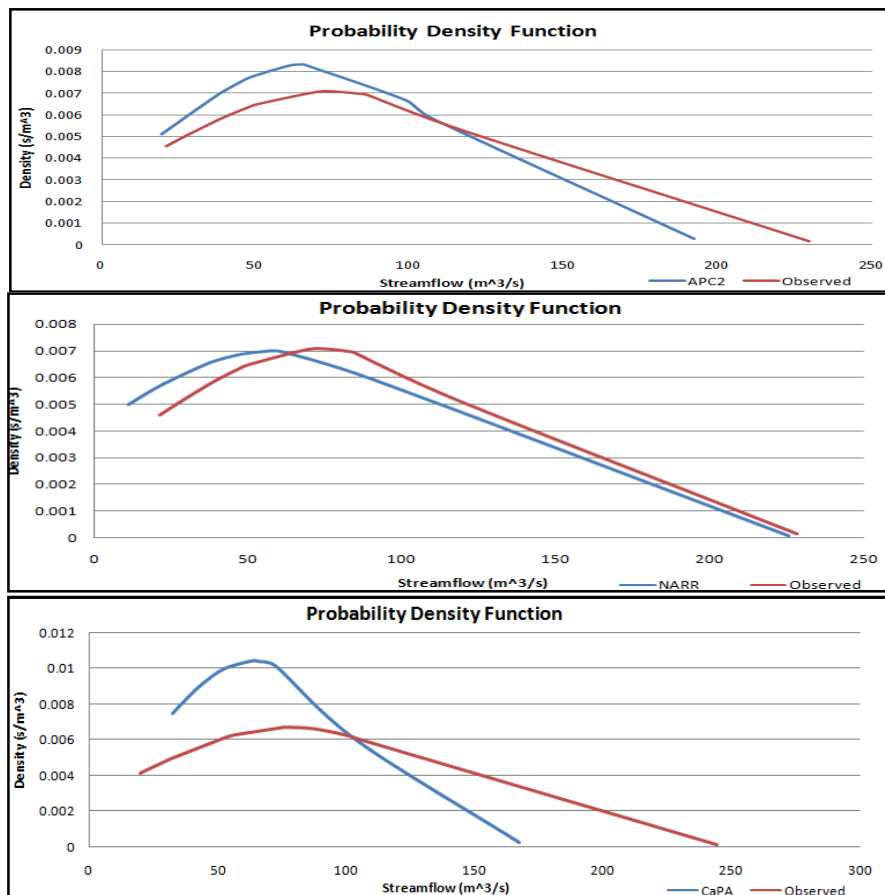 Probability Density Function
0.009
0.008
0.007
0.006
0.005
0.004
0.003
0.002
0.001
0
Density (s/m^3)
0 50 100 150 200 250
Streamflow (m^3/s)
APC2 Observed
Probability Density Function
0.008
0.007
0.006
0.005
0.004
0.003
0.002
0.001
0
Density (s/m^3)
0 50 100 150 200 250
Streamflow (m^3/s)
NARR Observed
Probability Density Function
0.012
0.01
0.008
0.006
0.004
0.002
0
Density (s/m^3)
0 50 100 150 200 250 300
Streamflow (m^3/s)
CaPA Observed